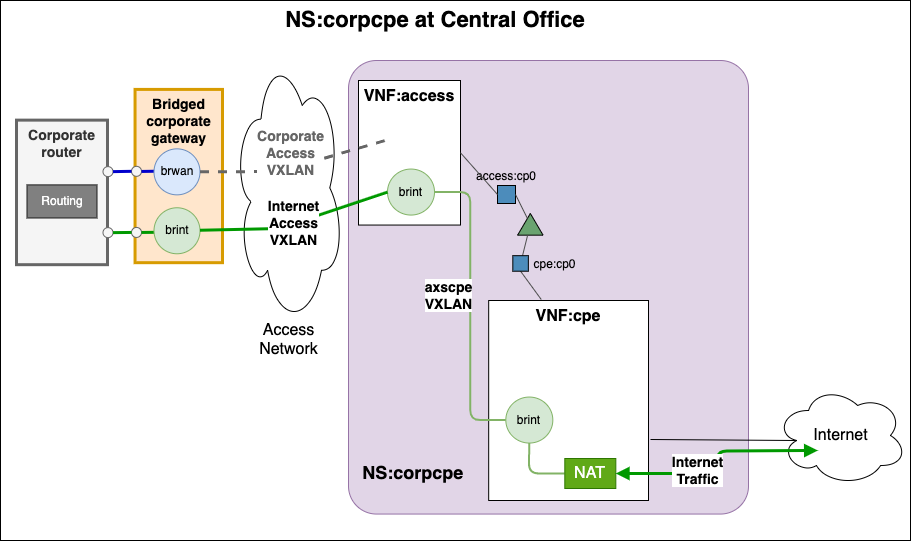 NS:corpcpe at Central Office
Corporate
router
Routing
Bridged
corporate
gateway
brwan
brint
Corporate
Access
VXLAN
Internet
Access
VXLAN
Access
Network
VNF:access
brint
access:cp0
cpe:cp0
axscpe
VXLAN
VNF:cpe
brint
NAT
NS:corpcpe
Internet
Traffic
Internet